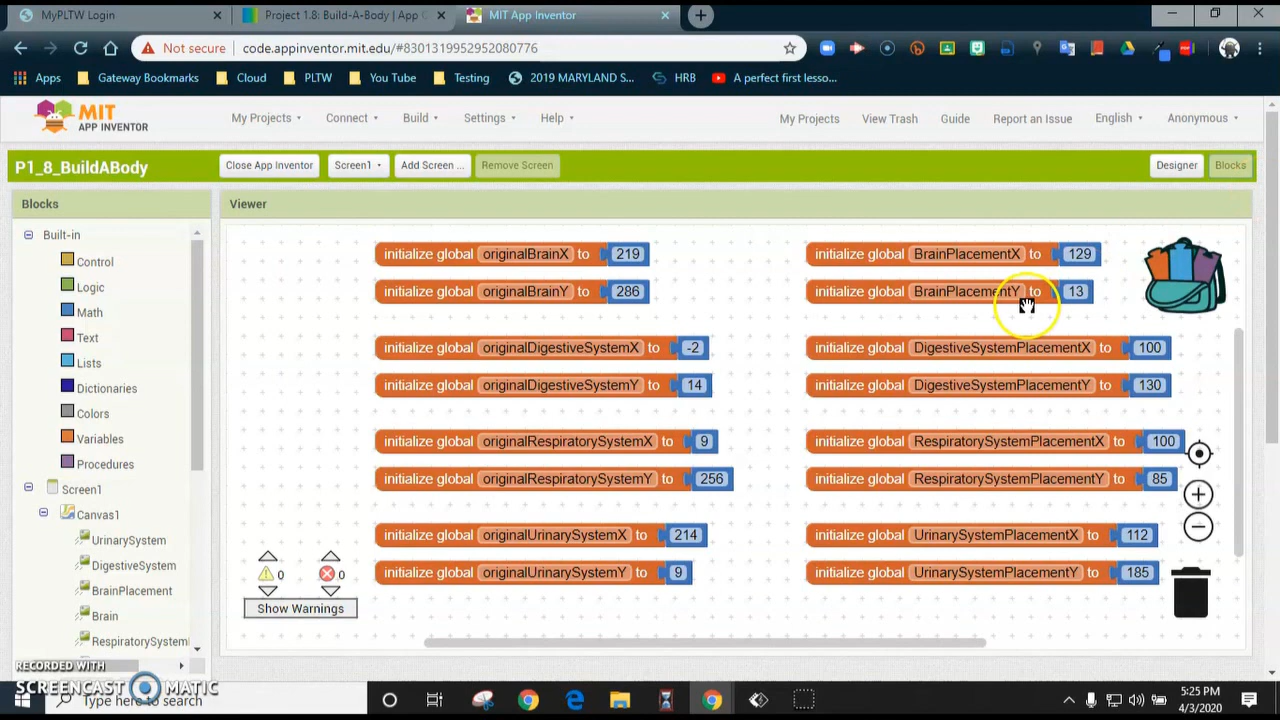 MyPLTW Login
Project 1.8: Build-A-Body | App C
MIT App Inventor
Not secure
code.appinventor.mit.edu/#8301319952952080776
Apps
Gateway Bookmarks
Cloud
PLTW
You Tube
Testing
2019 MARYLAND S...
HRB
A perfect first lesso...
MIT
APP INVENTOR
My Projects
Connect
Build
Settings
Help
My Projects
View Trash
Guide
Report an Issue
English
Anonymous
P1_8_BuildABody
Close App Inventor
Screen1
Add Screen ...
Remove Screen
Designer
Blocks
Blocks
Viewer
Built-in
Control
Logic
Math
Text
Lists
Dictionaries
Colors
Variables
Procedures
Screen1
Canvas1
UrinarySystem
DigestiveSystem
BrainPlacement
Brain
RespiratorySystem
initialize global originalBrainX to 219
initialize global originalBrainY to 286
initialize global originalDigestiveSystemX to -2
initialize global originalDigestiveSystemY to 14
initialize global originalRespiratorySystemX to 9
initialize global originalRespiratorySystemY to 256
initialize global originalUrinarySystemX to 214
initialize global originalUrinarySystemY to 9
initialize global BrainPlacementX to 129
initialize global BrainPlacementY to 13
initialize global DigestiveSystemPlacementX to 100
initialize global DigestiveSystemPlacementY to 130
initialize global RespiratorySystemPlacementX to 100
initialize global RespiratorySystemPlacementY to 85
initialize global UrinarySystemPlacementX to 112
initialize global UrinarySystemPlacementY to 185
0
0
Show Warnings
RECORDED WITH
SCREENCAST MATIC
Type here to search
5:25 PM
4/3/2020